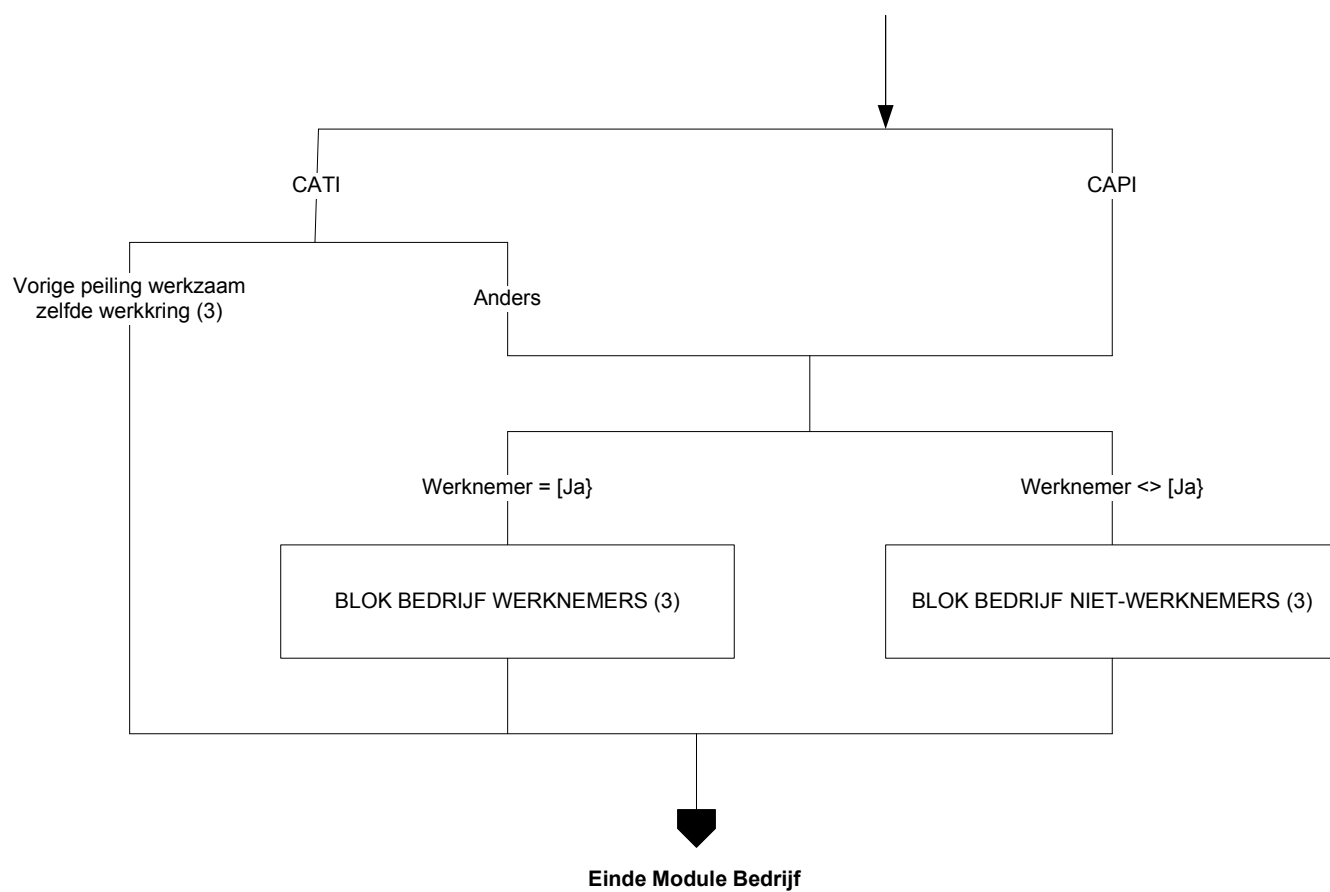 CATI
CAPI
Vorige peiling werkzaam
zelfde werkkring (3)
Anders
Werknemer = [Ja}
Werknemer <> [Ja}
BLOK BEDRIJF WERKNEMERS (3)
BLOK BEDRIJF NIET-WERKNEMERS (3)
Einde Module Bedrijf